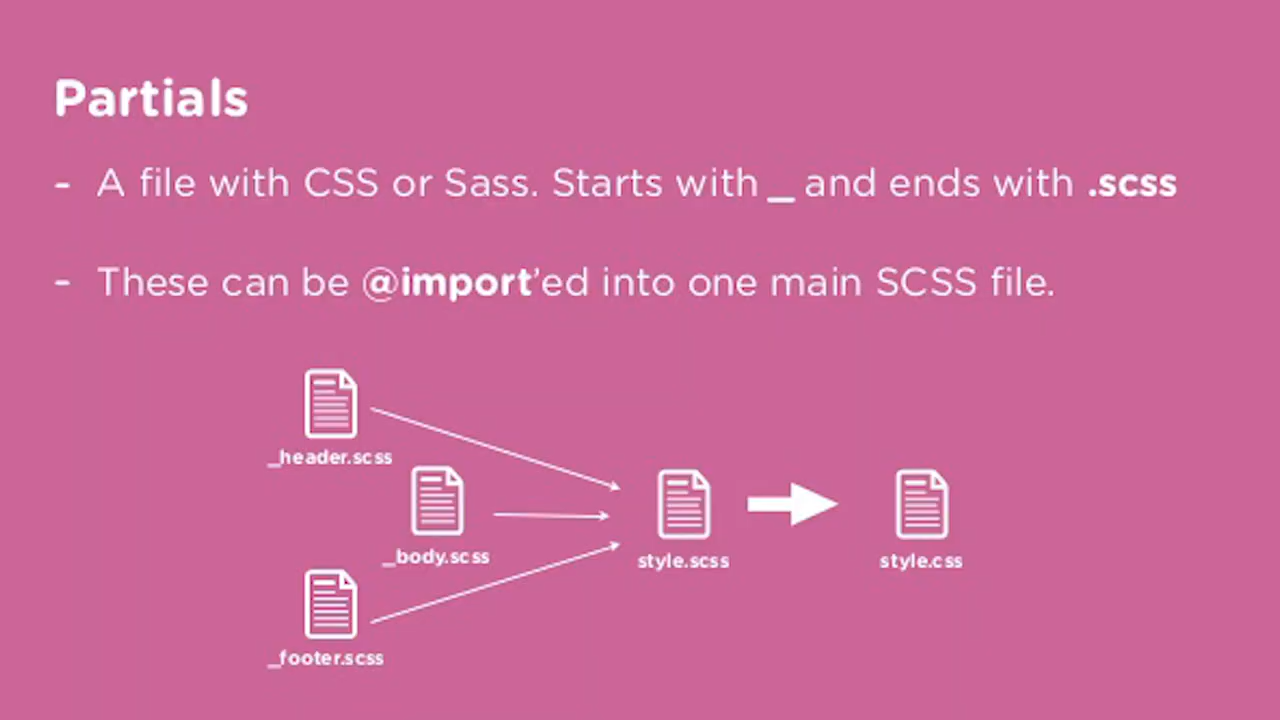 Partials
- A file with CSS or Sass. Starts with _ and ends with .scss
- These can be @import’ed into one main SCSS file.
_header.scss
_body.scss
style.scss
style.css
_footer.scss